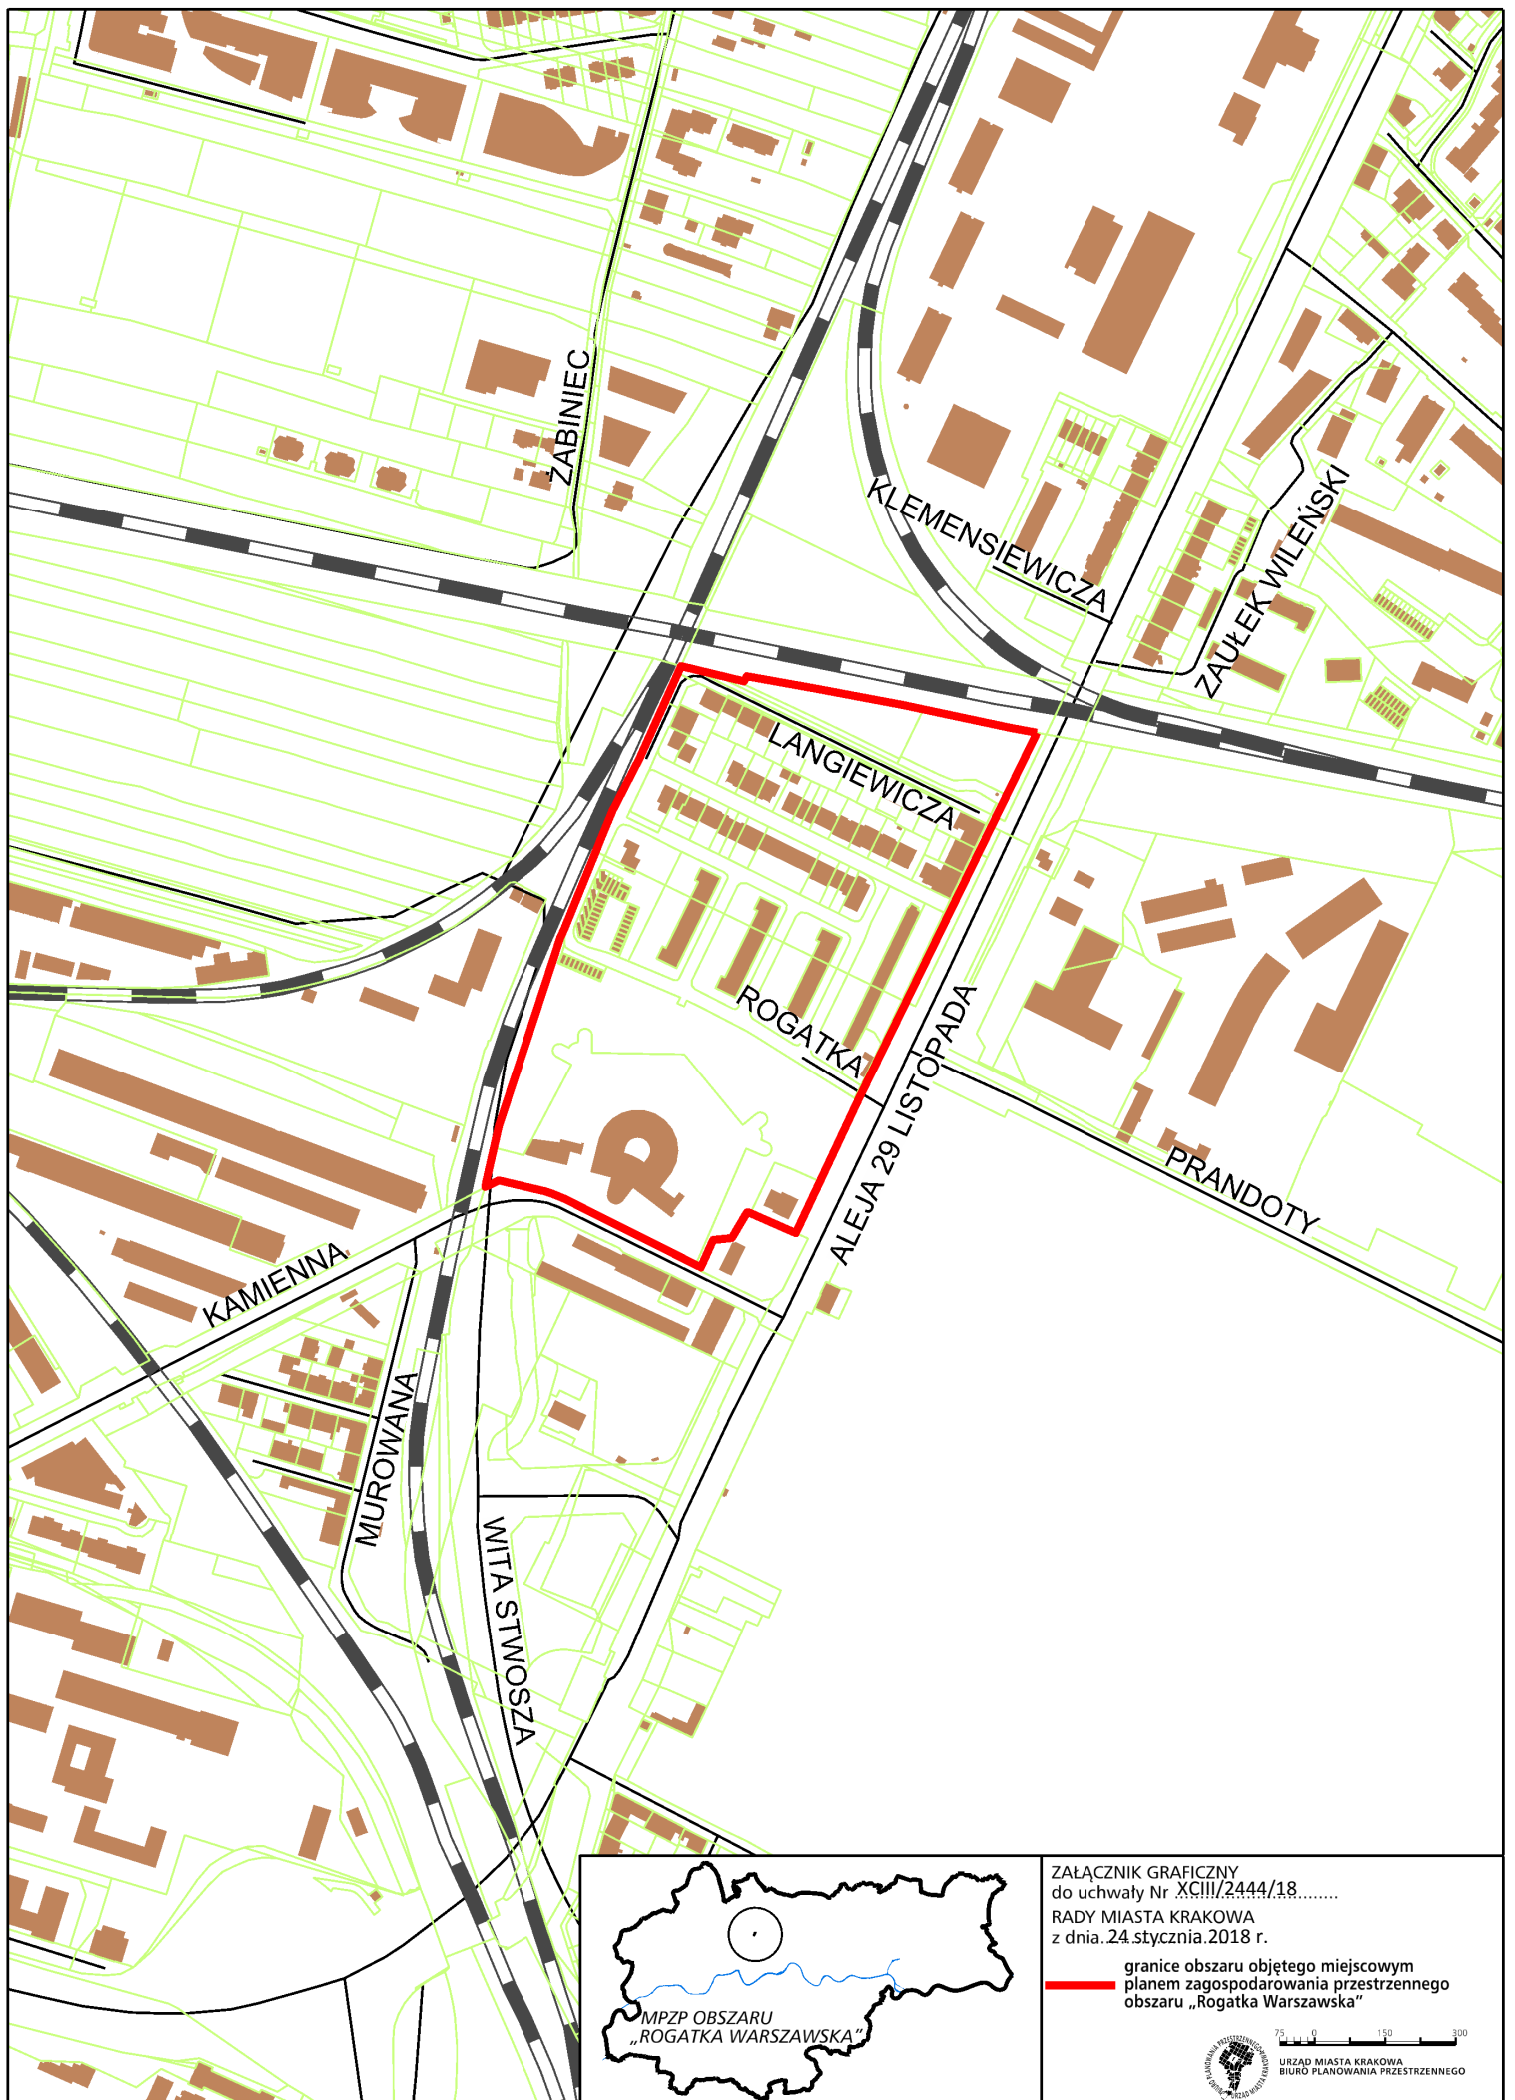 ŻABINIEC
KLEMENSIEWICZA
ZAUŁEK WILEŃSKI
LANGIEWICZA
ROGATKA
ALEJA 29 LISTOPADA
PRANDOTY
KAMIENNA
MUROWANA
WITA STWOSZA
MPZP OBSZARU
„ROGATKA WARSZAWSKA”
ZAŁĄCZNIK GRAFICZNY
do uchwały Nr XCIII/2444/18
RADY MIASTA KRAKOWA
z dnia 24 stycznia 2018 r.
granice obszaru objętego miejscowym
planem zagospodarowania przestrzennego
obszaru „Rogatka Warszawska”
75 0 150 300
URZĄD MIASTA KRAKOWA
BIURO PLANOWANIA PRZESTRZENNEGO